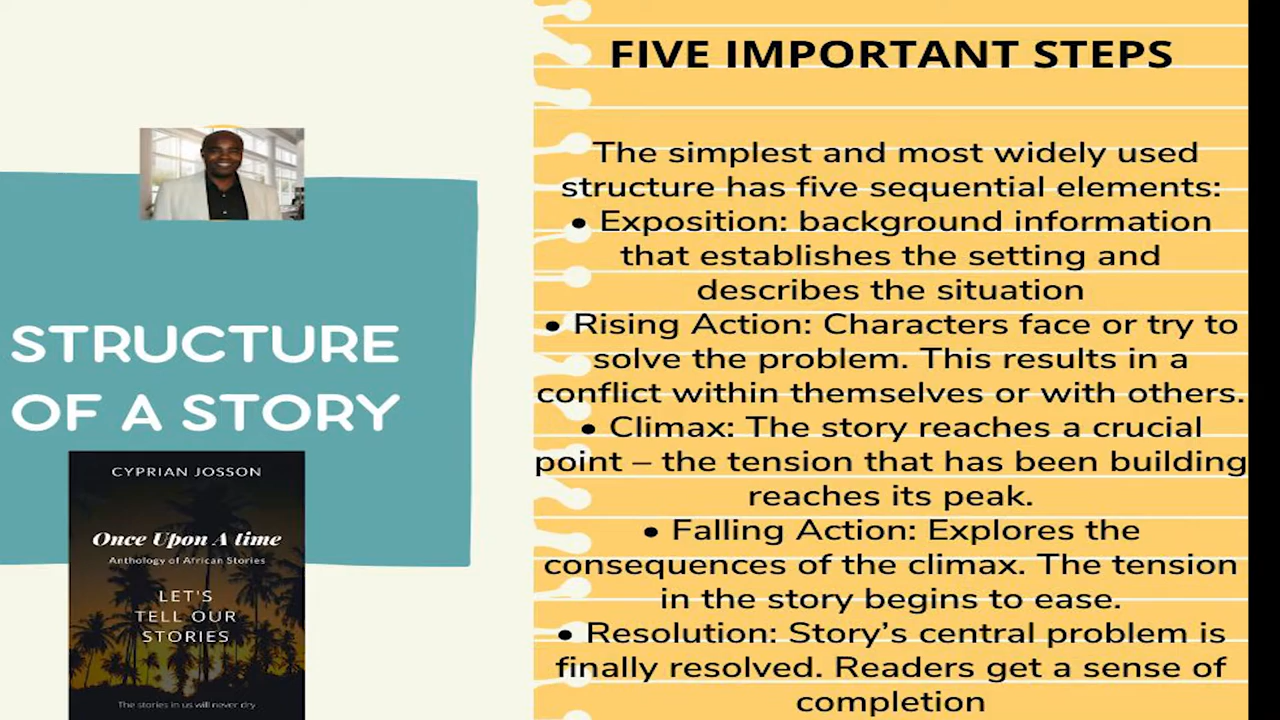 STRUCTURE
OF A STORY
CYPRIAN JOSSON
Once Upon A time
Anthology of African Stories
LET'S
TELL OUR
STORIES
The stories in us will never dry
FIVE IMPORTANT STEPS
The simplest and most widely used
structure has five sequential elements:
• Exposition: background information
that establishes the setting and
describes the situation
• Rising Action: Characters face or try to
solve the problem. This results in a
conflict within themselves or with others.
• Climax: The story reaches a crucial
point – the tension that has been building
reaches its peak.
• Falling Action: Explores the
consequences of the climax. The tension
in the story begins to ease.
• Resolution: Story’s central problem is
finally resolved. Readers get a sense of
completion